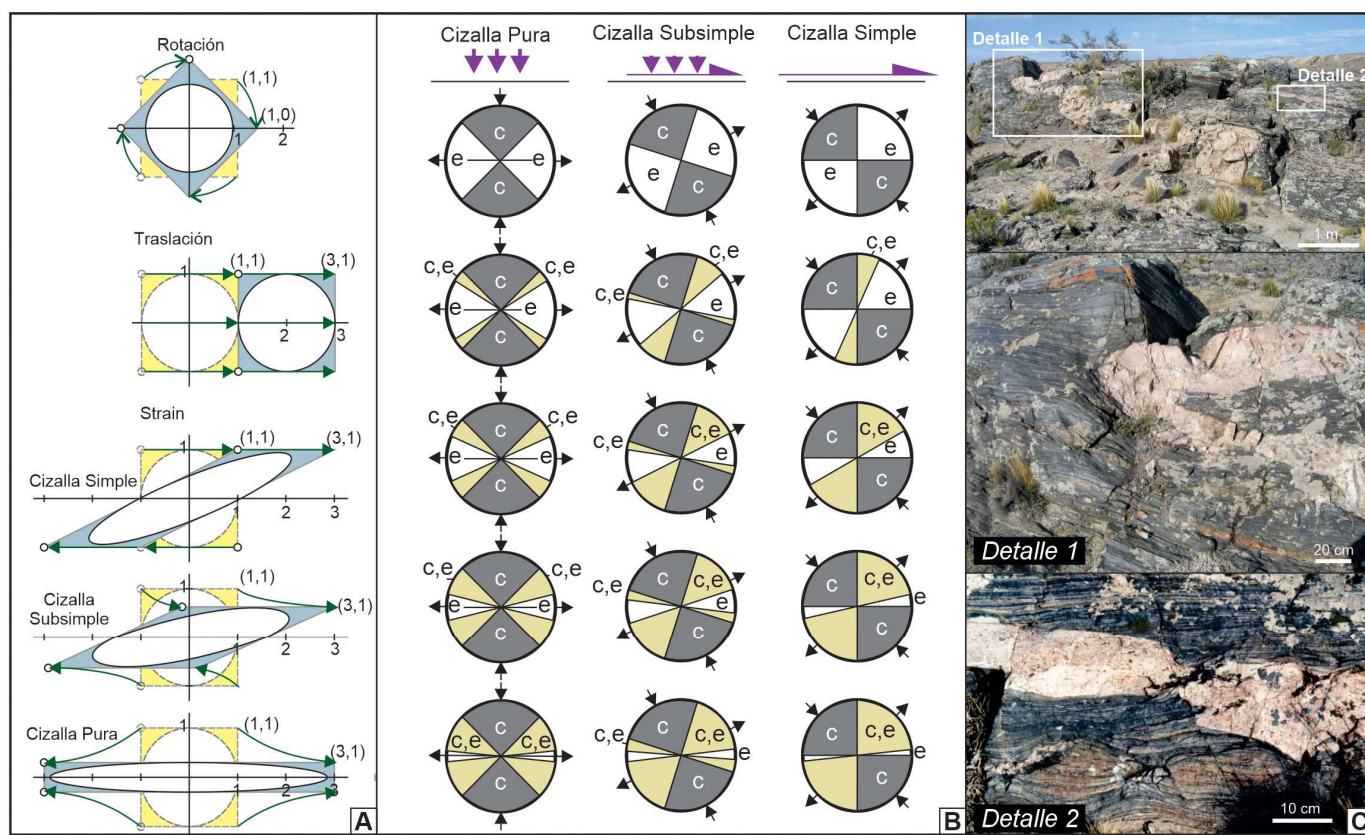 Rotación
(1,1)
(1,0)
1
2
Traslación
1
(1,1)
(3,1)
2
3
Strain
1
(1,1)
(3,1)
Cizalla Simple
2
3
1
(1,1)
Cizalla
Subsimple
(3,1)
1
2
3
1
(1,1)
Cizalla Pura
(3,1)
1
2
3
A
Cizalla Pura
Cizalla Subsimple
Cizalla Simple
c
e
e
c
c
e
e
c
c
e
e
c
c,e
c
c,e
e
e
c
c,e
c
c,e
e
c
c,e
c
e
c
c,e
c
c,e
e
e
c
c,e
c
c,e
e
c
c
c,e
e
c
c,e
c
c,e
e
e
c
c,e
c
c,e
e
c
c
c,e
e
c
c
c,e
c,e
c
c,e
c
c,e
e
c
c
c,e
e
c
B
Detalle 1
Detalle 2
1 m
Detalle 1
20 cm
Detalle 2
10 cm
C